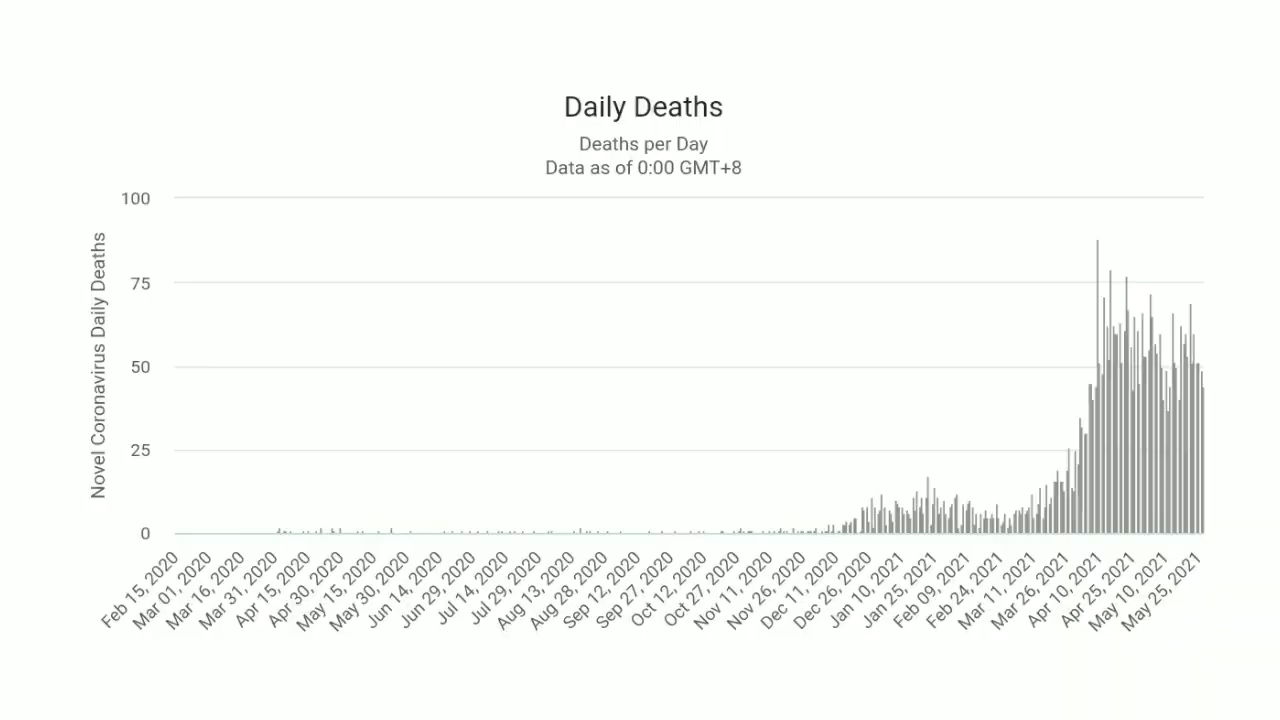 Daily Deaths
Deaths per Day
Data as of 0:00 GMT+8
Novel Coronavirus Daily Deaths
100
75
50
25
0
Feb 15, 2020
Mar 01, 2020
Mar 16, 2020
Mar 31, 2020
Apr 15, 2020
Apr 30, 2020
May 15, 2020
May 30, 2020
Jun 14, 2020
Jun 29, 2020
Jul 14, 2020
Jul 29, 2020
Aug 13, 2020
Aug 28, 2020
Sep 12, 2020
Sep 27, 2020
Oct 12, 2020
Oct 27, 2020
Nov 11, 2020
Nov 26, 2020
Dec 11, 2020
Dec 26, 2020
Jan 10, 2021
Jan 25, 2021
Feb 09, 2021
Feb 24, 2021
Mar 11, 2021
Mar 26, 2021
Apr 10, 2021
Apr 25, 2021
May 10, 2021
May 25, 2021